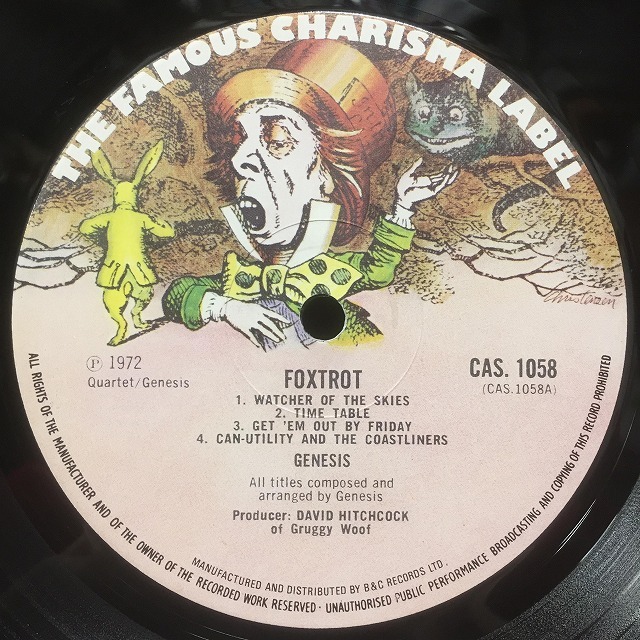 THE FAMOUS CHARISMA LABEL
Christensen
℗ 1972
Quartet/Genesis
FOXTROT
CAS. 1058
(CAS.1058A)
1. WATCHER OF THE SKIES
2. TIME TABLE
3. GET 'EM OUT BY FRIDAY
4. CAN-UTILITY AND THE COASTLINERS
GENESIS
All titles composed and
arranged by Genesis
Producer: DAVID HITCHCOCK
of Gruggy Woof
MANUFACTURED AND DISTRIBUTED BY B&C RECORDS LTD.
ALL RIGHTS OF THE MANUFACTURER AND OF THE OWNER OF THE RECORDED WORK RESERVED · UNAUTHORISED PUBLIC PERFORMANCE BROADCASTING AND COPYING OF THIS RECORD PROHIBITED